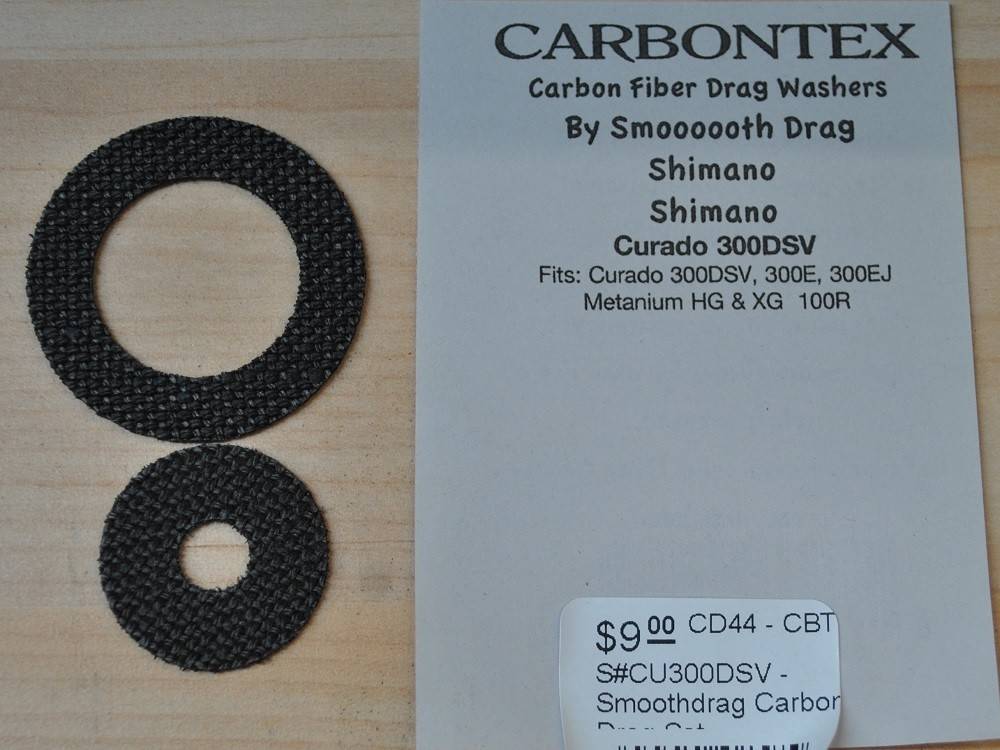 CARBONTEX
Carbon Fiber Drag Washers
By Smoooooth Drag
Shimano
Shimano
Curado 300DSV
Fits: Curado 300DSV, 300E, 300EJ
Metanium HG & XG 100R
$9.00 CD44 - CBT
S#CU300DSV -
Smoothdrag Carbon